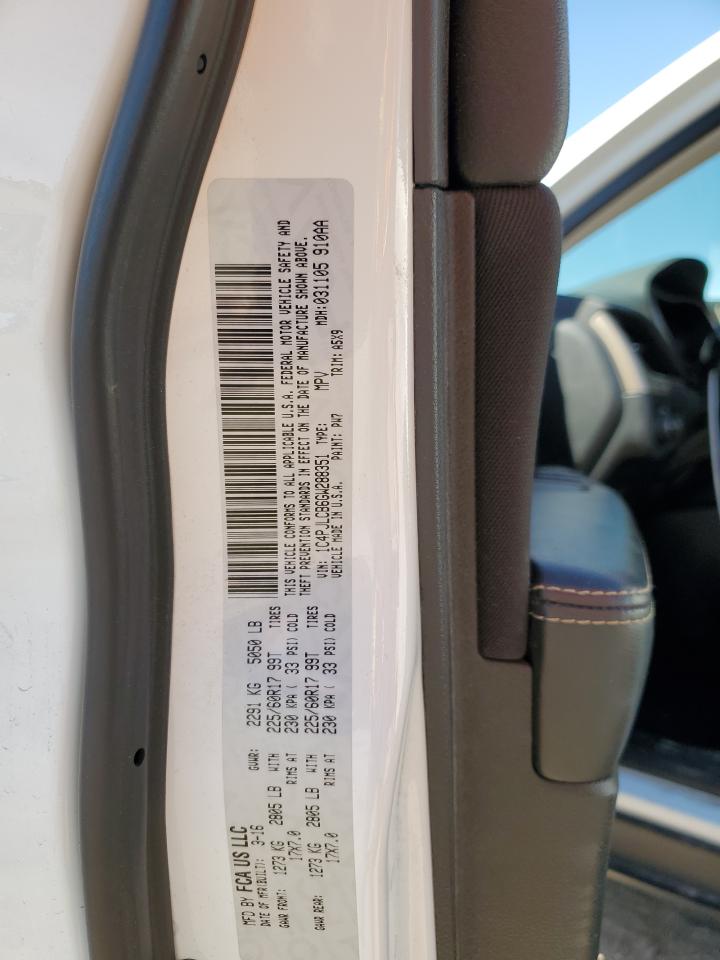 MFD BY FCA US LLC
DATE OF MFR(BUILT): 3-16 GVWR: 2291 KG 5050 LB
GAWR FRONT: 1273 KG 2805 LB WITH 225/60R17 99T TIRES
17X7.0 RIMS AT 230 KPA ( 33 PSI) COLD
GAWR REAR: 1273 KG 2805 LB WITH 225/60R17 99T TIRES
17X7.0 RIMS AT 230 KPA ( 33 PSI) COLD
THIS VEHICLE CONFORMS TO ALL APPLICABLE U.S.A. FEDERAL MOTOR VEHICLE SAFETY AND
THEFT PREVENTION STANDARDS IN EFFECT ON THE DATE OF MANUFACTURE SHOWN ABOVE.
VIN: 1C4PJLCB6GW288351 TYPE: MPV MDH:031105 910AA
VEHICLE MADE IN U.S.A. PAINT: PW7 TRIM: A5X9